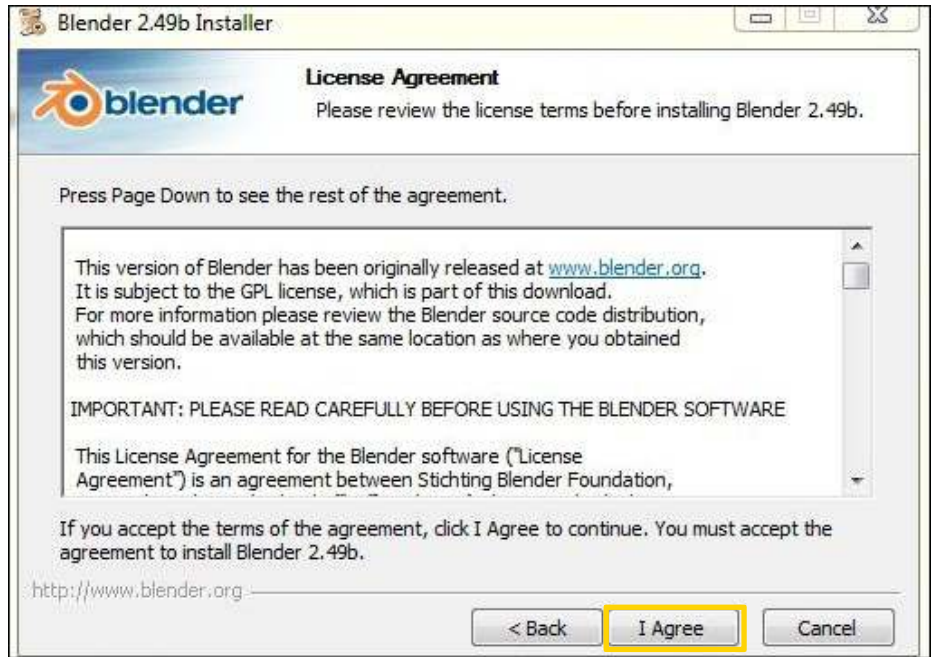 Blender 2.49b Installer
blender
License Agreement
Please review the license terms before installing Blender 2.49b.
Press Page Down to see the rest of the agreement.
This version of Blender has been originally released at www.blender.org.
It is subject to the GPL license, which is part of this download.
For more information please review the Blender source code distribution,
which should be available at the same location as where you obtained
this version.
IMPORTANT: PLEASE READ CAREFULLY BEFORE USING THE BLENDER SOFTWARE
This License Agreement for the Blender software ("License
Agreement") is an agreement between Stichting Blender Foundation,
If you accept the terms of the agreement, click I Agree to continue. You must accept the
agreement to install Blender 2.49b.
http://www.blender.org
< Back
I Agree
Cancel